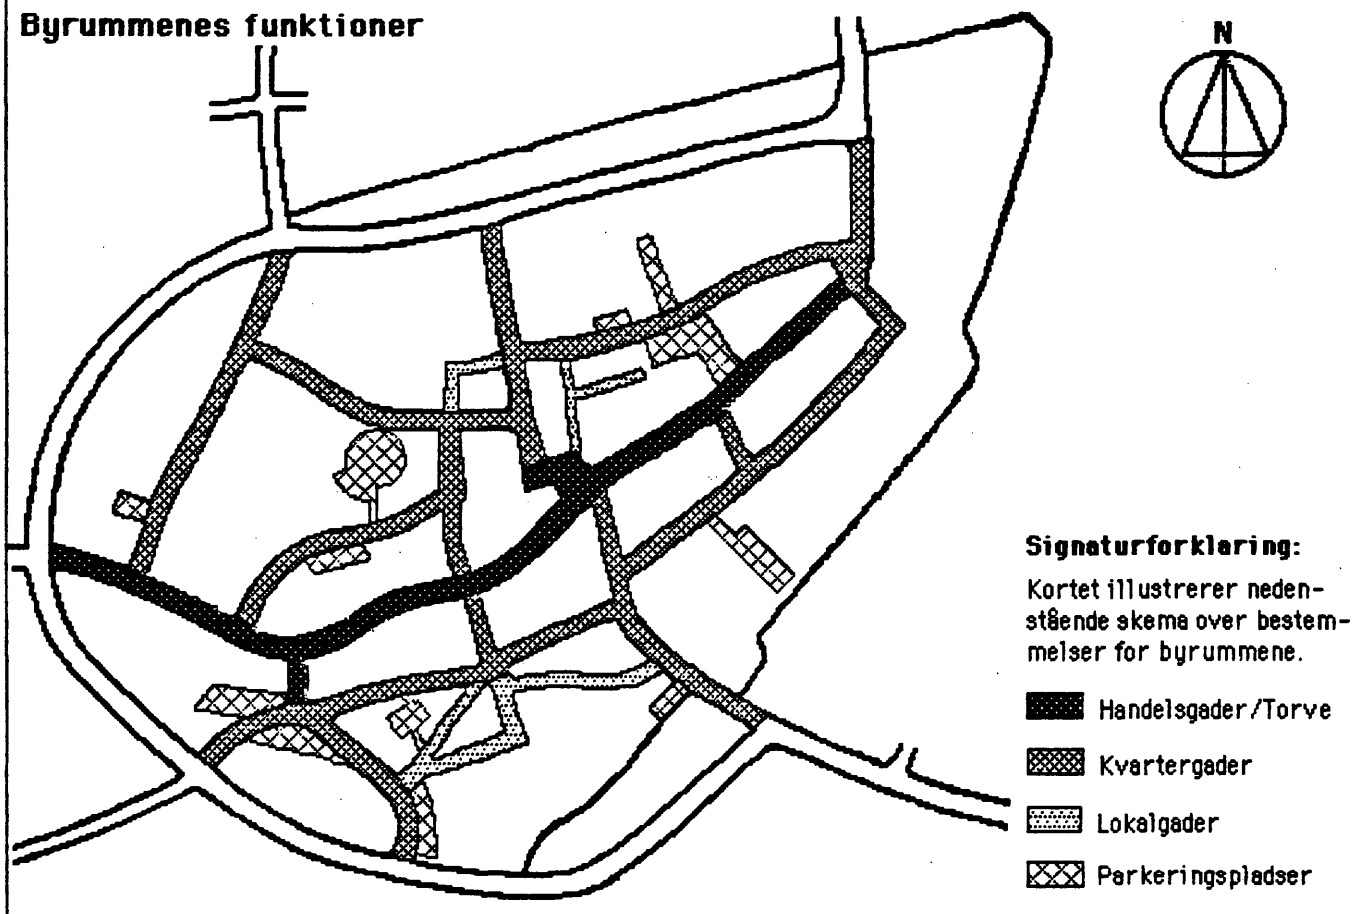 Byrummenes funktioner
N
Signaturforklaring:
Kortet illustrerer neden-
stående skema over bestem-
melser for byrummene.
Handelsgader/Torve
Kvartergader
Lokalgader
Parkeringspladser